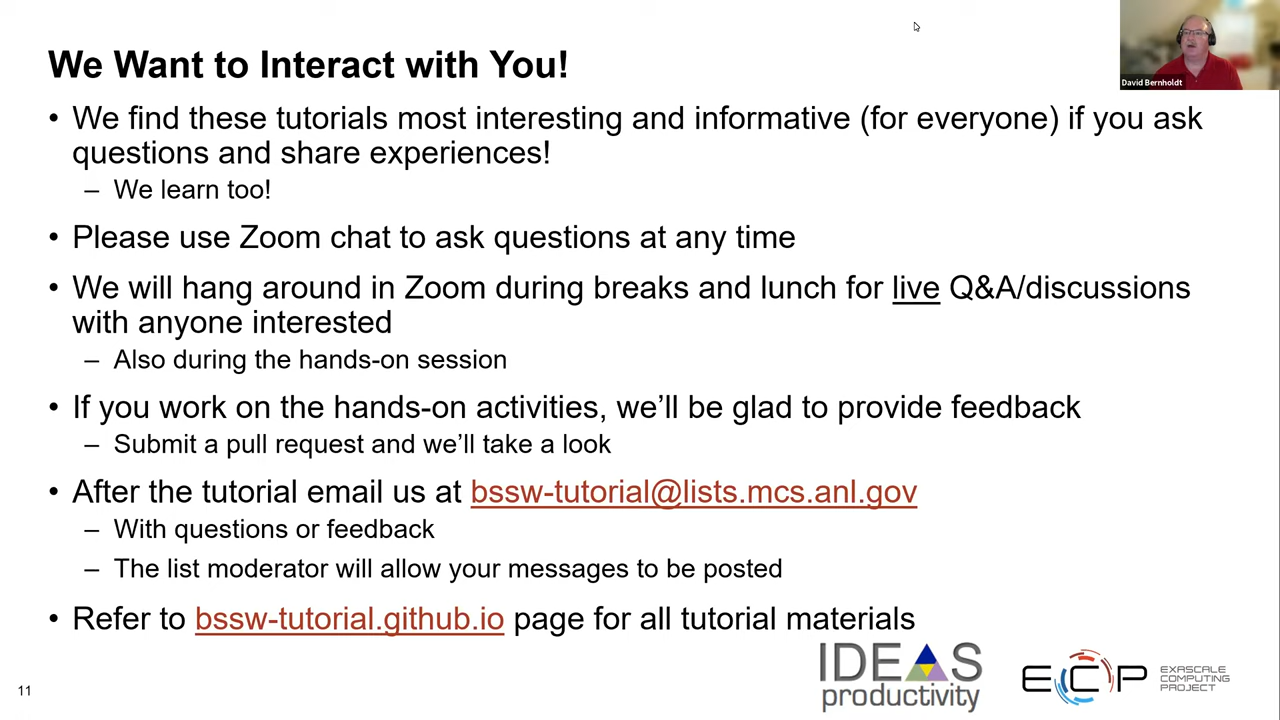 We Want to Interact with You!
David Bernholdt
• We find these tutorials most interesting and informative (for everyone) if you ask
questions and share experiences!
– We learn too!
• Please use Zoom chat to ask questions at any time
• We will hang around in Zoom during breaks and lunch for live Q&A/discussions
with anyone interested
– Also during the hands-on session
• If you work on the hands-on activities, we’ll be glad to provide feedback
– Submit a pull request and we’ll take a look
• After the tutorial email us at bssw-tutorial@lists.mcs.anl.gov
– With questions or feedback
– The list moderator will allow your messages to be posted
• Refer to bssw-tutorial.github.io page for all tutorial materials
IDEAS
productivity
ECP
EXASCALE
COMPUTING
PROJECT
11